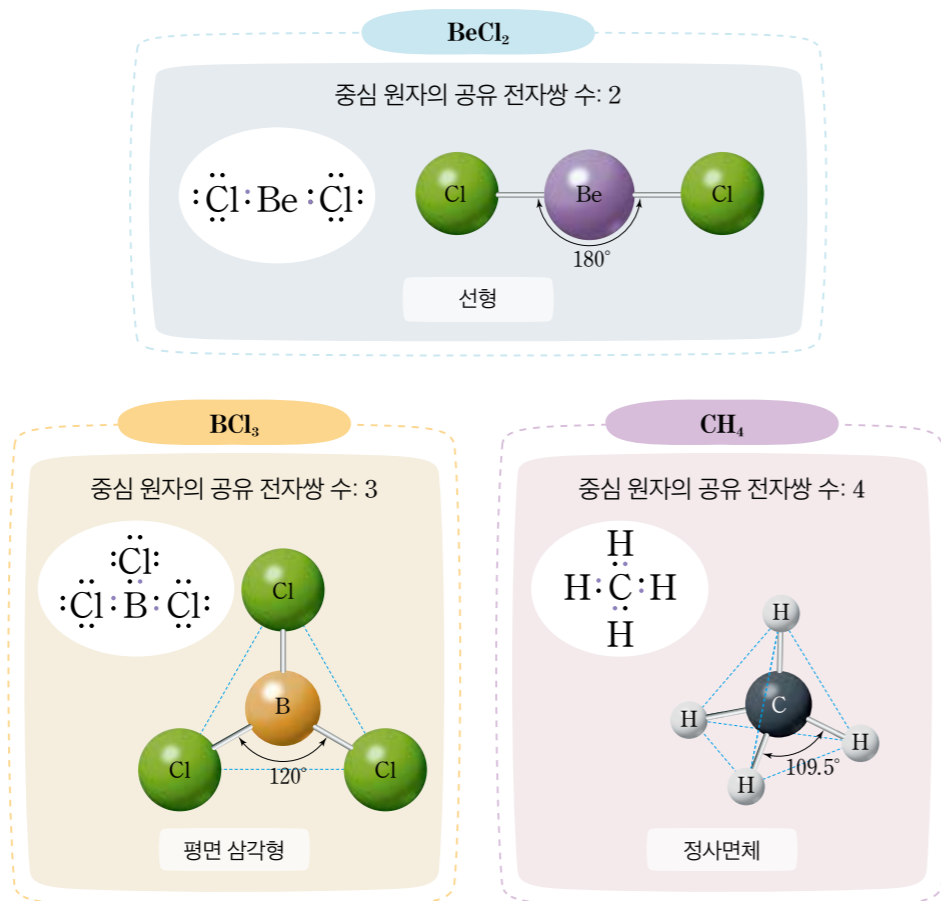 BeCl₂
중심 원자의 공유 전자쌍 수: 2
:Cl:Be:Cl:
Cl Be Cl
180°
선형
BCl₃
중심 원자의 공유 전자쌍 수: 3
Cl:
:Cl:B:Cl:
Cl
B
Cl Cl
120°
평면 삼각형
CH₄
중심 원자의 공유 전자쌍 수: 4
H
H:C:H
H
H
C
H
H
H
109.5°
정사면체